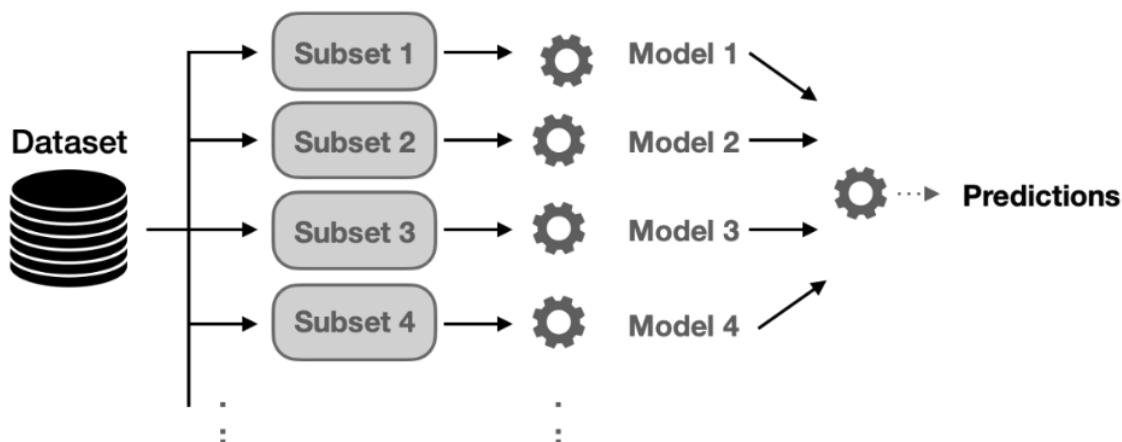 Dataset
Subset 1
Model 1
Subset 2
Model 2
Subset 3
Model 3
Subset 4
Model 4
Predictions